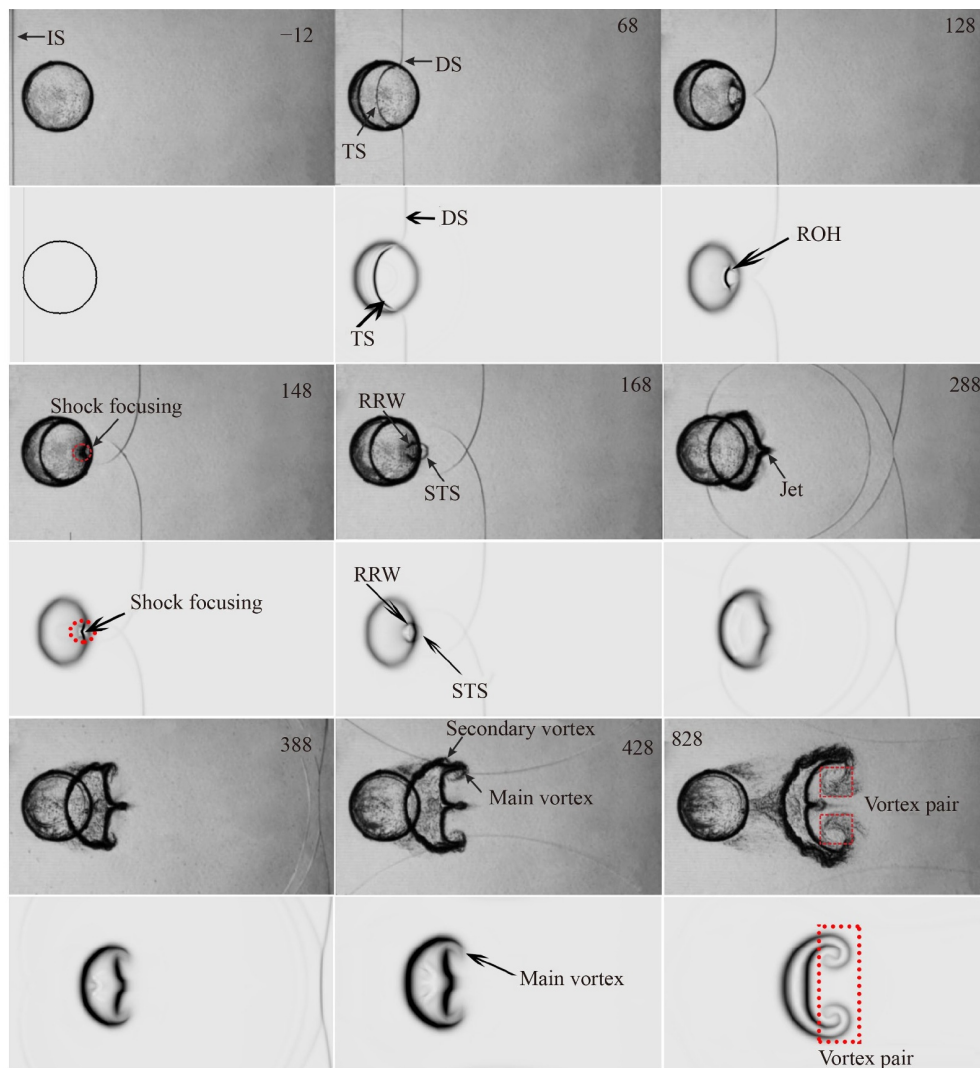 IS
−12
68
DS
TS
128
DS
TS
ROH
148
Shock focusing
168
RRW
STS
288
Jet
Shock focusing
RRW
STS
388
Secondary vortex
428
Main vortex
828
Vortex pair
Main vortex
Vortex pair